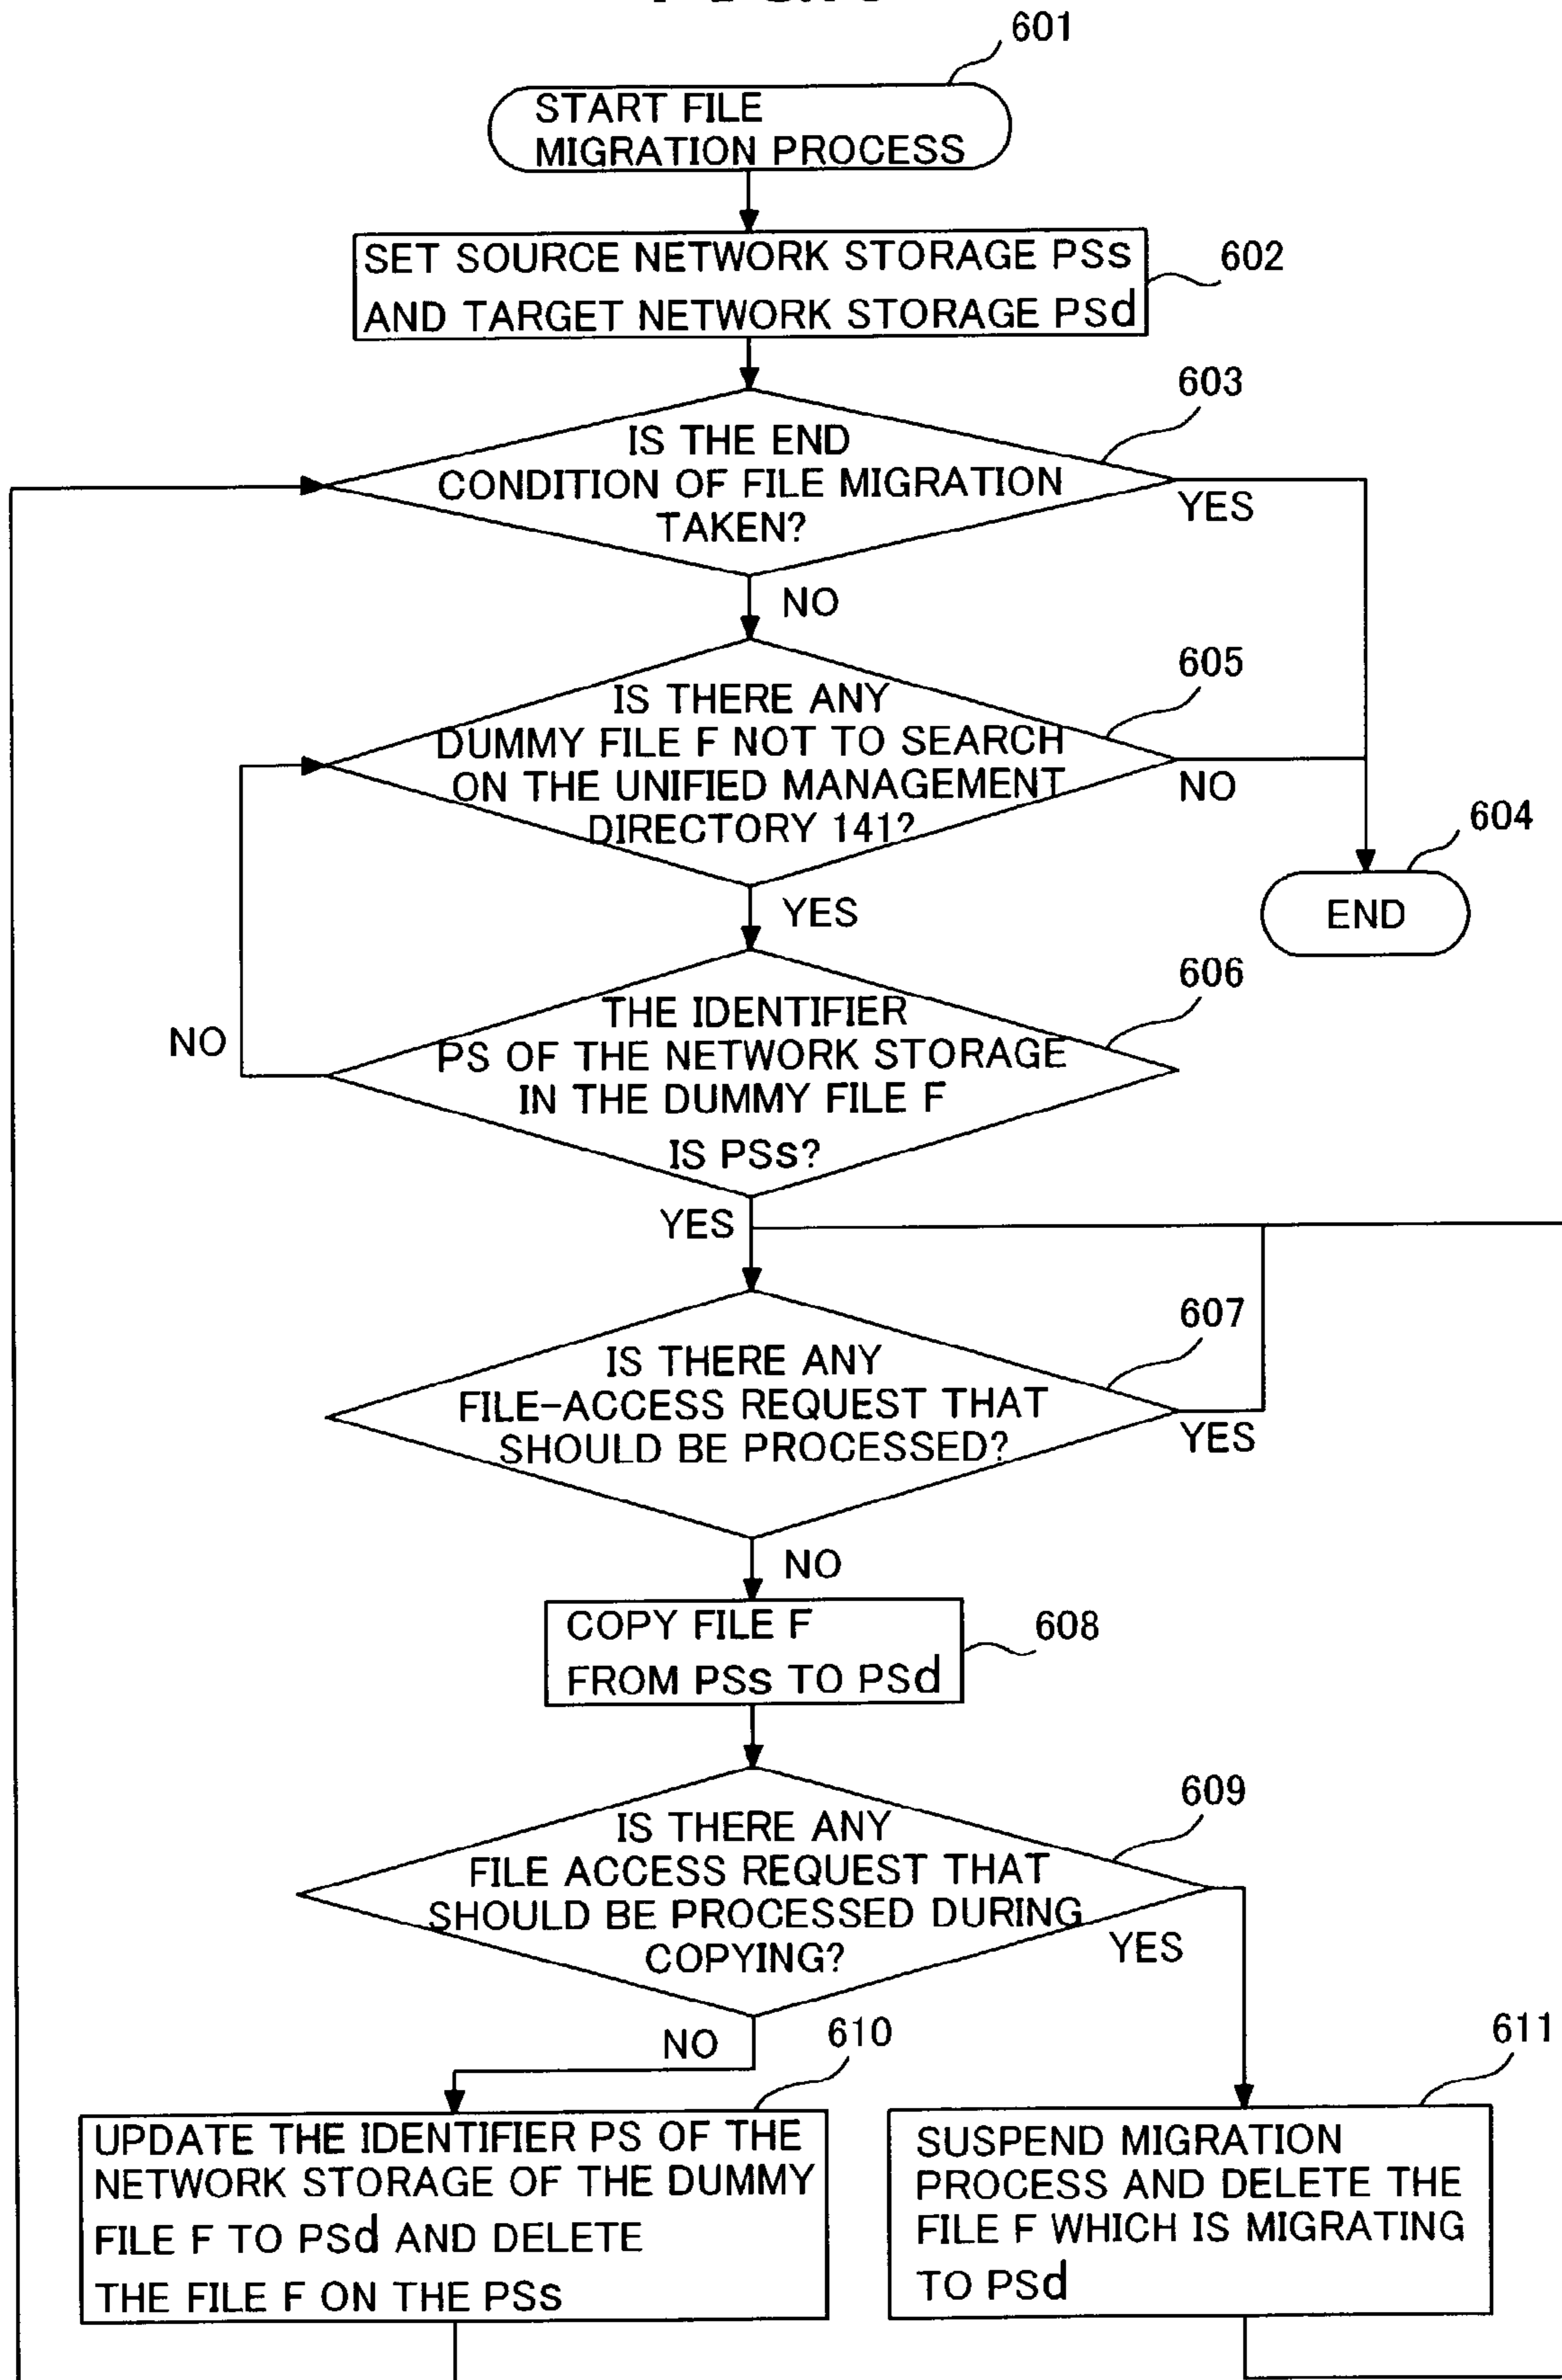 601
START FILE
MIGRATION PROCESS
SET SOURCE NETWORK STORAGE PSs
AND TARGET NETWORK STORAGE PSd
602
603
IS THE END
CONDITION OF FILE MIGRATION
TAKEN?
YES
NO
605
IS THERE ANY
DUMMY FILE F NOT TO SEARCH
ON THE UNIFIED MANAGEMENT
DIRECTORY 141?
NO
604
END
YES
606
THE IDENTIFIER
PS OF THE NETWORK STORAGE
IN THE DUMMY FILE F
IS PSs?
NO
YES
607
IS THERE ANY
FILE-ACCESS REQUEST THAT
SHOULD BE PROCESSED?
YES
NO
COPY FILE F
FROM PSs TO PSd
608
609
IS THERE ANY
FILE ACCESS REQUEST THAT
SHOULD BE PROCESSED DURING
COPYING?
YES
NO
610
611
UPDATE THE IDENTIFIER PS OF THE
NETWORK STORAGE OF THE DUMMY
FILE F TO PSd AND DELETE
THE FILE F ON THE PSs
SUSPEND MIGRATION
PROCESS AND DELETE THE
FILE F WHICH IS MIGRATING
TO PSd